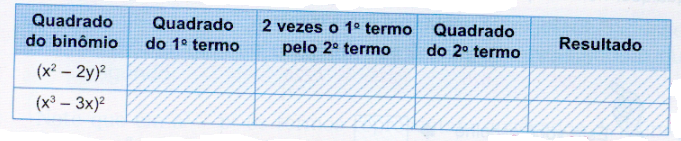 Quadrado do binômio
Quadrado do 1º termo
2 vezes o 1º termo pelo 2º termo
Quadrado do 2º termo
Resultado
(x² – 2y)²
(x³ – 3x)²